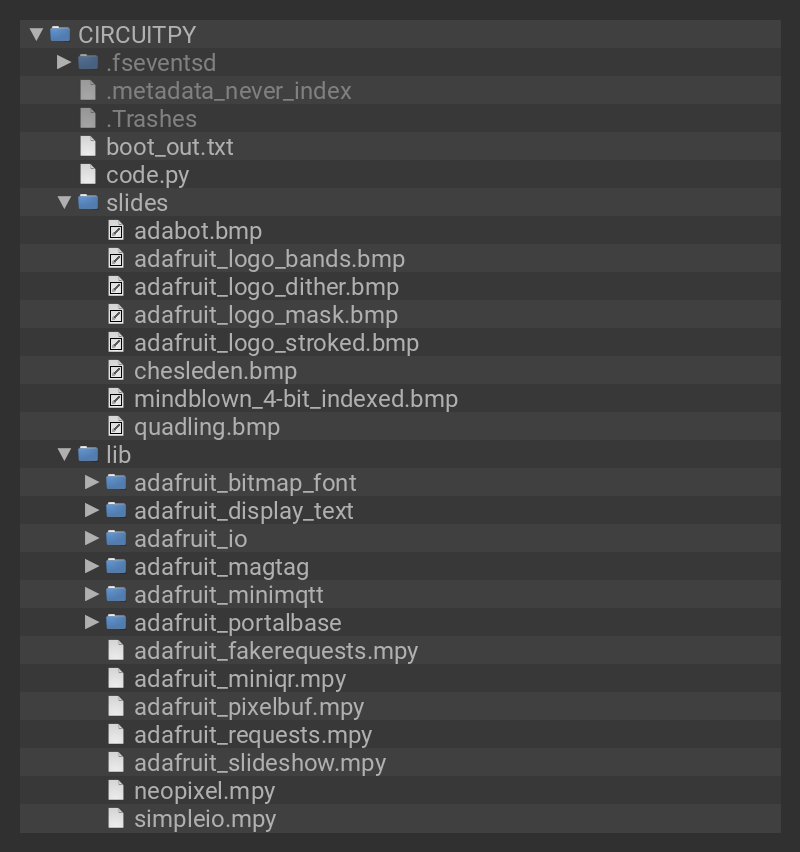 CIRCUITPY
.fseventsd
.metadata_never_index
.Trashes
boot_out.txt
code.py
slides
adabot.bmp
adafruit_logo_bands.bmp
adafruit_logo_dither.bmp
adafruit_logo_mask.bmp
adafruit_logo_stroked.bmp
chesleden.bmp
mindblown_4-bit_indexed.bmp
quadling.bmp
lib
adafruit_bitmap_font
adafruit_display_text
adafruit_io
adafruit_magtag
adafruit_minimqtt
adafruit_portalbase
adafruit_fakerequests.mpy
adafruit_miniqr.mpy
adafruit_pixelbuf.mpy
adafruit_requests.mpy
adafruit_slideshow.mpy
neopixel.mpy
simpleio.mpy